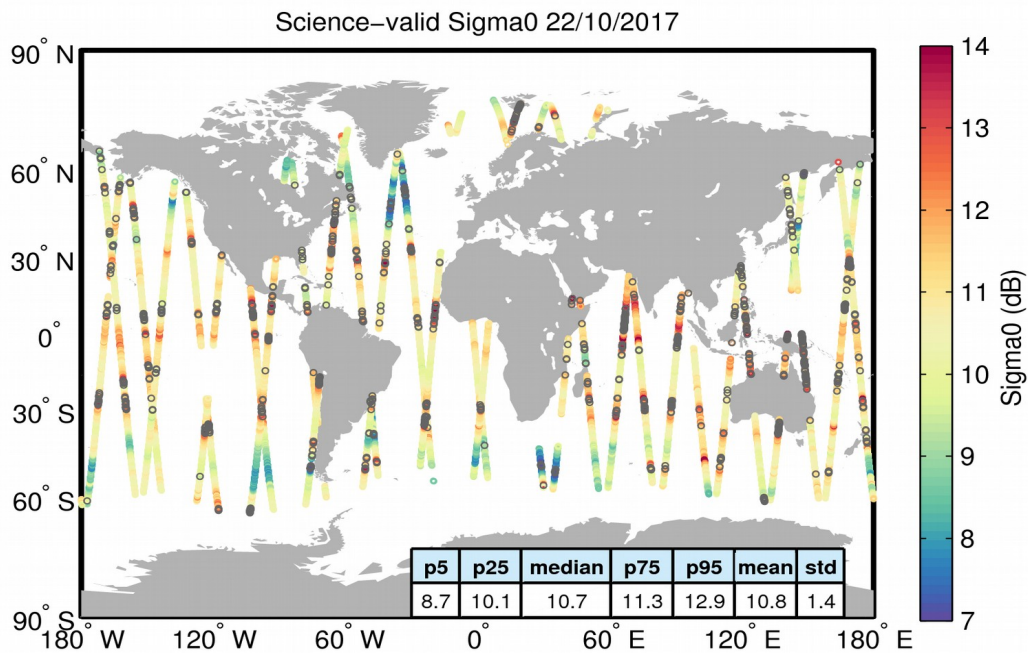 Science−valid Sigma0 22/10/2017
90° N
60° N
30° N
0°
30° S
60° S
90° S
180° W
120° W
60° W
0°
60° E
120° E
180° E
p5 p25 median p75 p95 mean std
8.7 10.1 10.7 11.3 12.9 10.8 1.4
14
13
12
11
10
9
8
7
Sigma0 (dB)